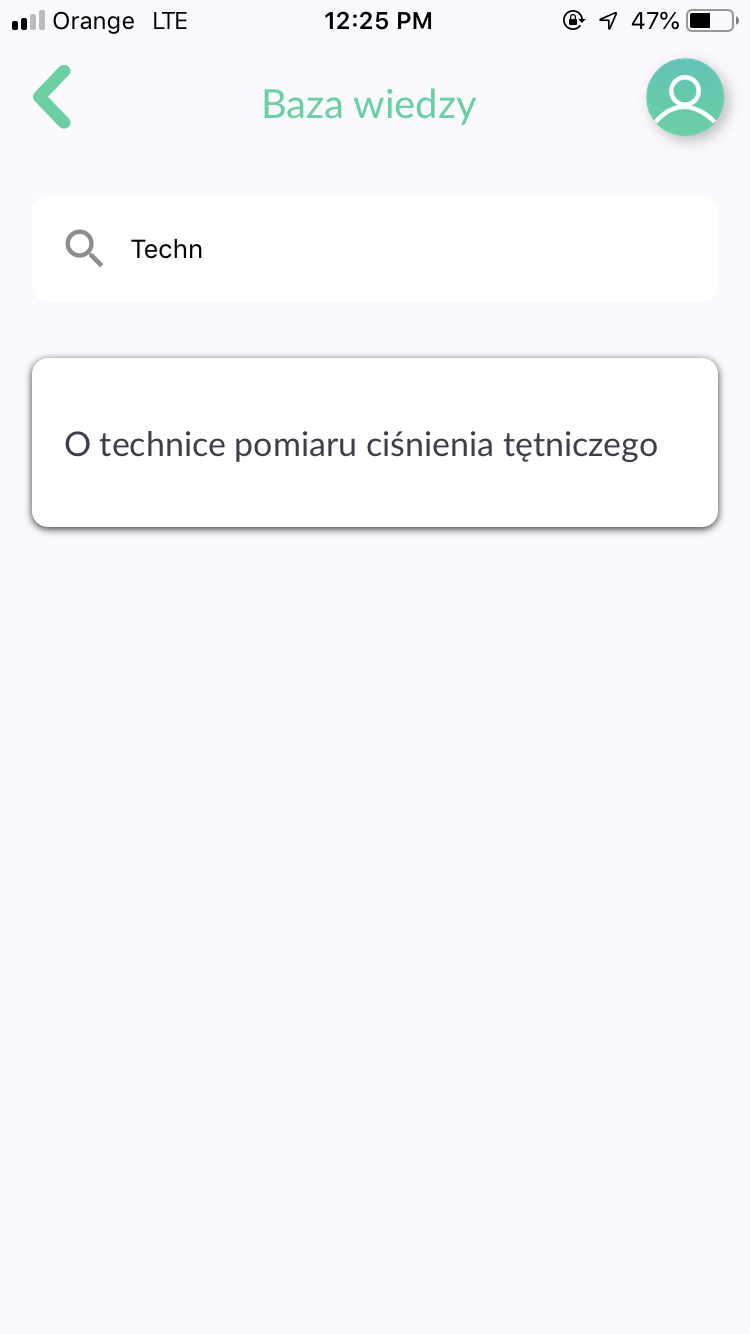 Orange LTE 12:25 PM 47%
Baza wiedzy
Techn
O technice pomiaru ciśnienia tętniczego